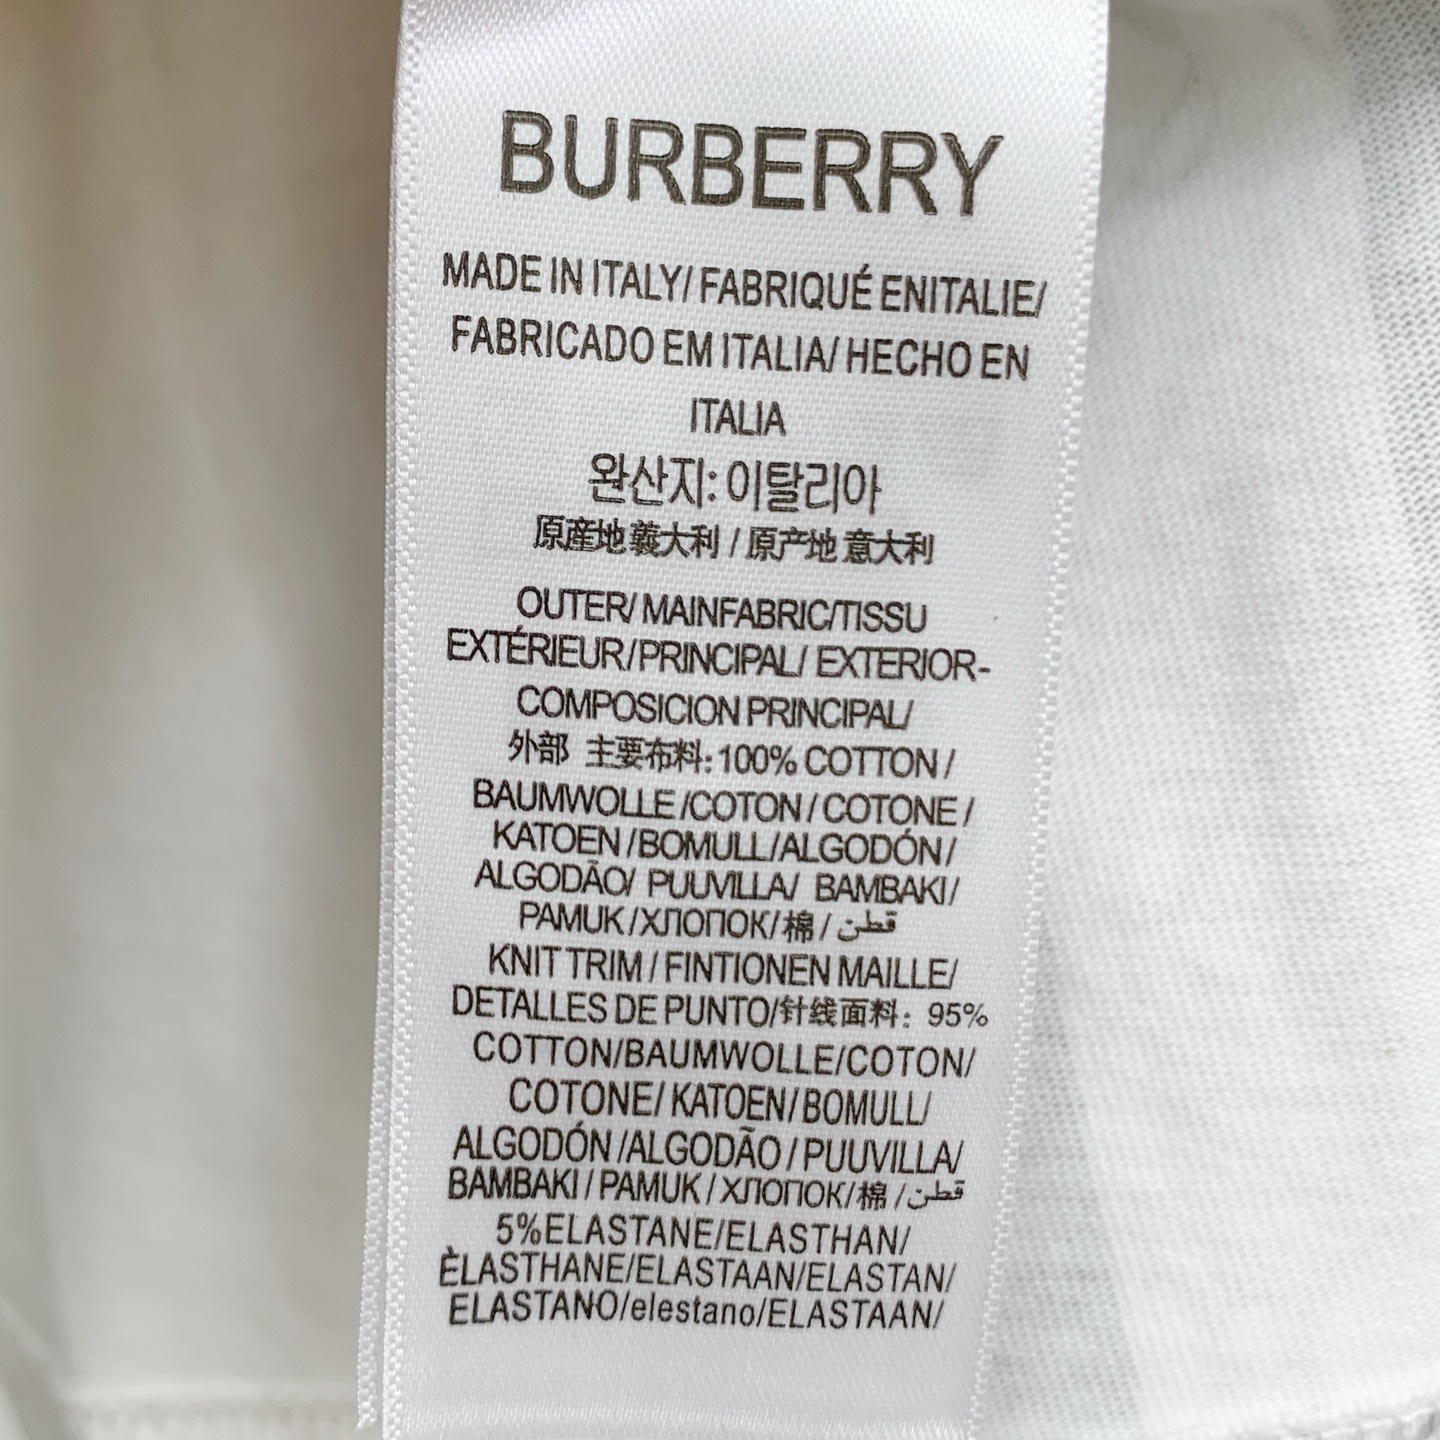 BURBERRY
MADE IN ITALY/ FABRIQUÉ ENITALIE/
FABRICADO EM ITALIA/ HECHO EN
ITALIA
완산지: 이탈리아
原産地 義大利 / 原产地 意大利
OUTER/ MAINFABRIC/TISSU
EXTÉRIEUR/PRINCIPAL/ EXTERIOR-
COMPOSICION PRINCIPAL/
外部 主要布料: 100% COTTON /
BAUMWOLLE /COTON / COTONE /
KATOEN /BOMULL/ALGODÓN/
ALGODÃO/ PUUVILLA/ BAMBAKI/
PAMUK /ХЛОПОК/棉/ قطن
KNIT TRIM / FINTIONEN MAILLE/
DETALLES DE PUNTO/针线面料: 95%
COTTON/BAUMWOLLE/COTON/
COTONE/ KATOEN/ BOMULL/
ALGODÓN /ALGODÃO / PUUVILLA/
BAMBAKI / PAMUK / ХЛОПОК/棉 / قطن
5%ELASTANE/ELASTHAN/
ÈLASTHANE/ELASTAAN/ELASTAN/
ELASTANO/elestano/ELASTAAN/